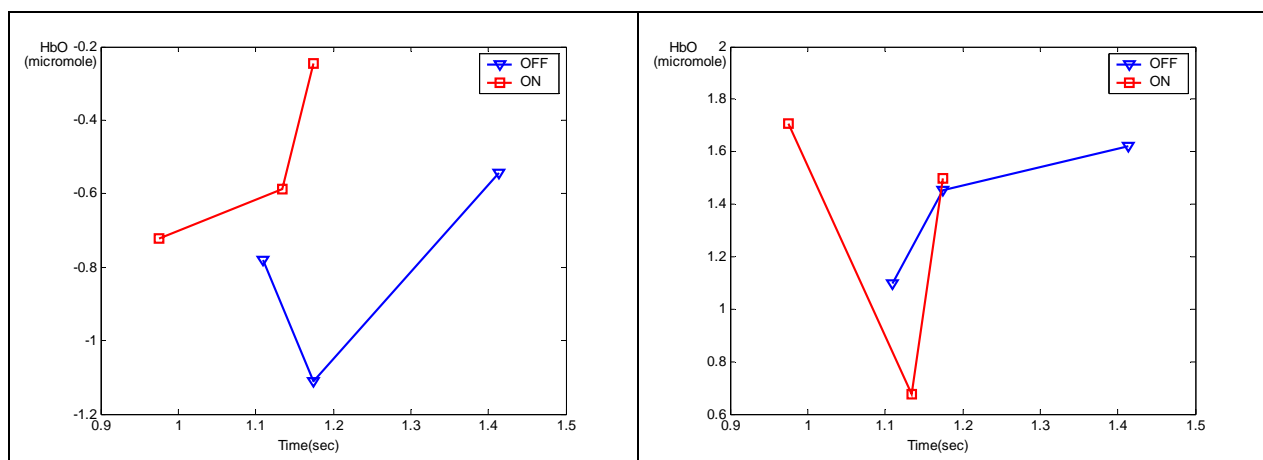 HbO
(micromole)
-0.2
-0.4
-0.6
-0.8
-1
-1.2
0.9 1 1.1 1.2 1.3 1.4 1.5
Time(sec)
OFF
ON
HbO
(micromole)
2
1.8
1.6
1.4
1.2
1
0.8
0.6
0.9 1 1.1 1.2 1.3 1.4 1.5
Time(sec)
OFF
ON